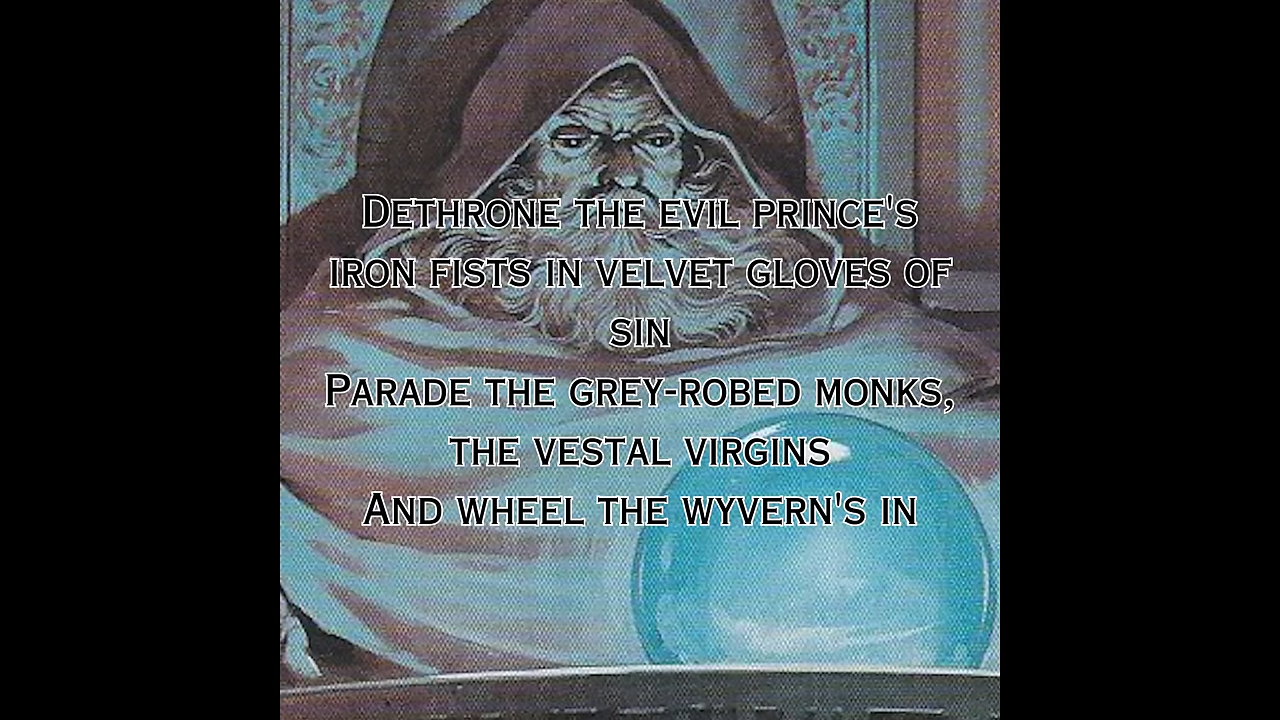 Dethrone the evil prince's
iron fists in velvet gloves of
sin
Parade the grey-robed monks,
the vestal virgins
And wheel the wyvern's in